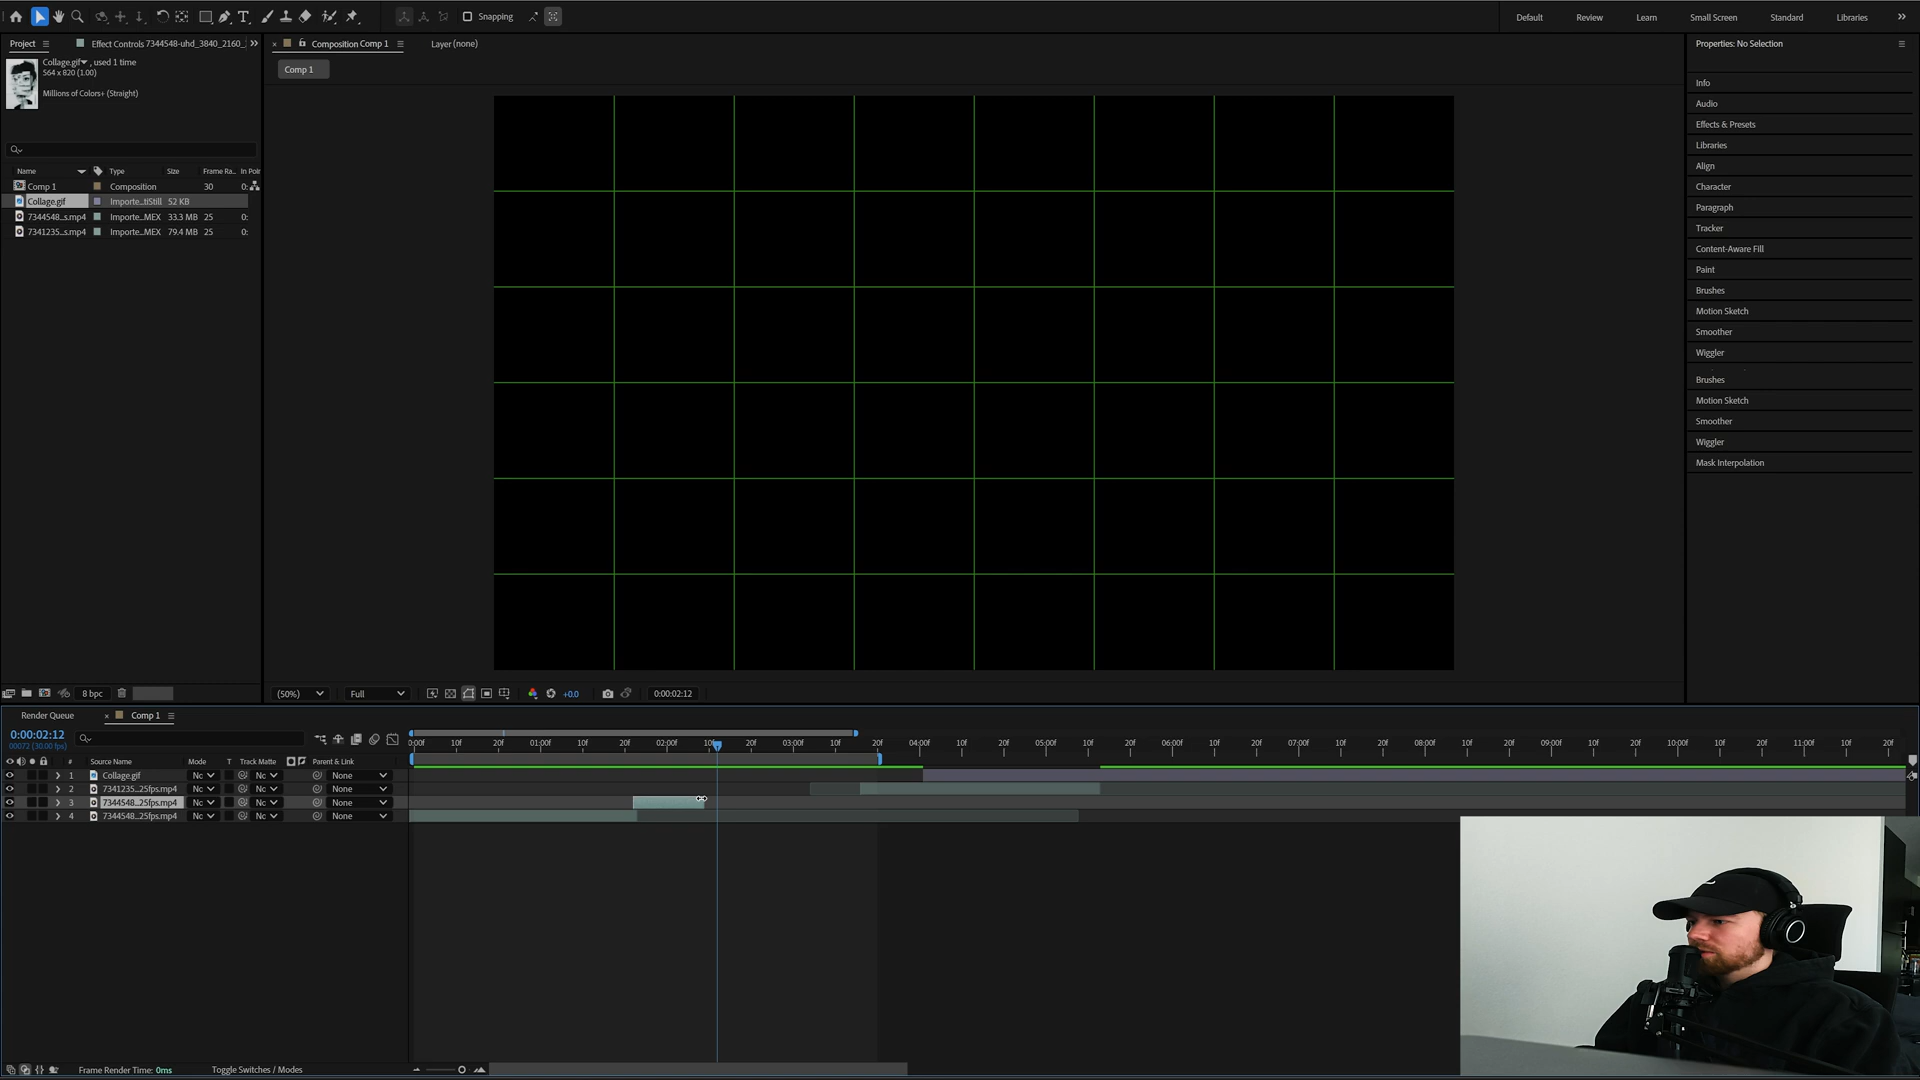 Snapping
Default
Review
Learn
Small Screen
Standard
Libraries
Project
Effect Controls 7344548-uhd_3840_2160_
Composition Comp 1
Layer (none)
Properties: No Selection
Collage.gif , used 1 time
564 x 820 (1.00)
Millions of Colors+ (Straight)
Comp 1
Info
Audio
Effects & Presets
Libraries
Align
Character
Paragraph
Tracker
Content-Aware Fill
Paint
Brushes
Motion Sketch
Smoother
Wiggler
Brushes
Motion Sketch
Smoother
Wiggler
Mask Interpolation
Name Type Size Frame Ra... In Poi
Comp 1 Composition 30 0:
Collage.gif Importe...tiStill 52 KB
7344548...s.mp4 Importe...MEX 33.3 MB 25 0:
7341235...s.mp4 Importe...MEX 79.4 MB 25 0:
8 bpc
(50%) Full +0.0 0:00:02:12
Render Queue
Comp 1
0:00:02:12
00072 (30.00 fps)
0:00f 10f 20f 01:00f 10f 20f 02:00f 10f 20f 03:00f 10f 20f 04:00f 10f 20f 05:00f 10f 20f 06:00f 10f 20f 07:00f 10f 20f 08:00f 10f 20f 09:00f 10f 20f 10:00f 10f 20f 11:00f 10f 20f
# Source Name Mode T Track Matte Parent & Link
1 Collage.gif Nc Nc None
2 7341235...25fps.mp4 Nc Nc None
3 7344548...25fps.mp4 Nc Nc None
4 7344548...25fps.mp4 Nc Nc None
Frame Render Time: 0ms
Toggle Switches / Modes